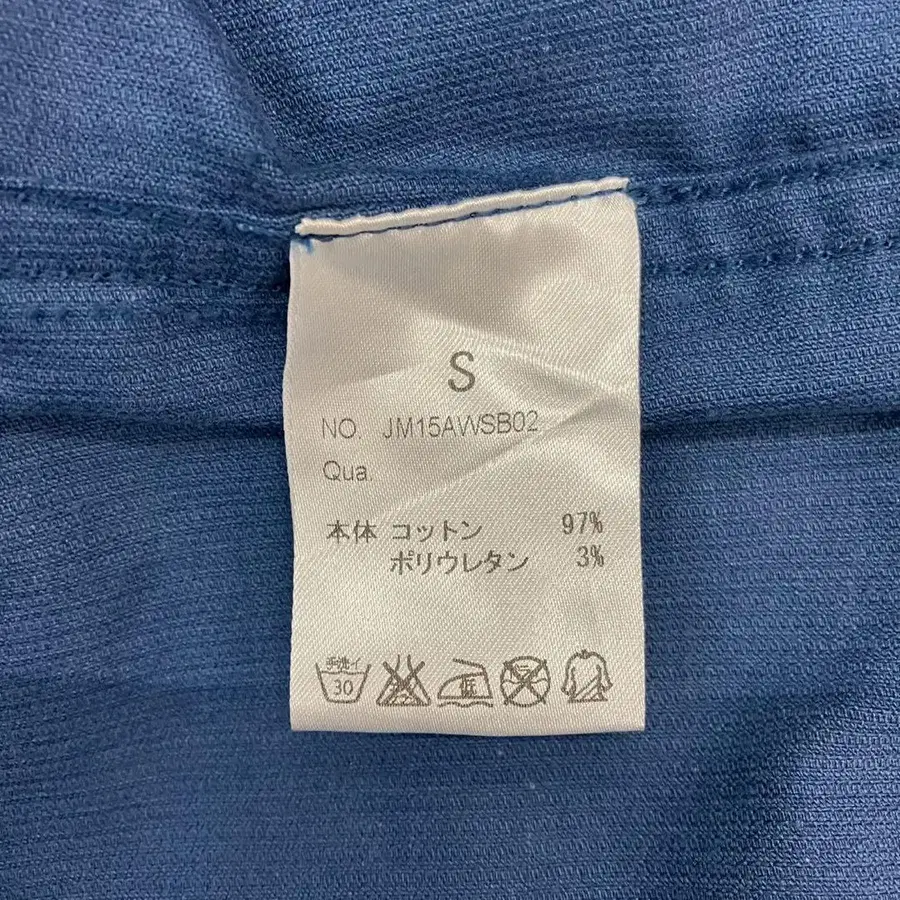 S
NO. JM15AWSB02
Qua.
本体 コットン 97%
ポリウレタン 3%
手洗イ
30
低